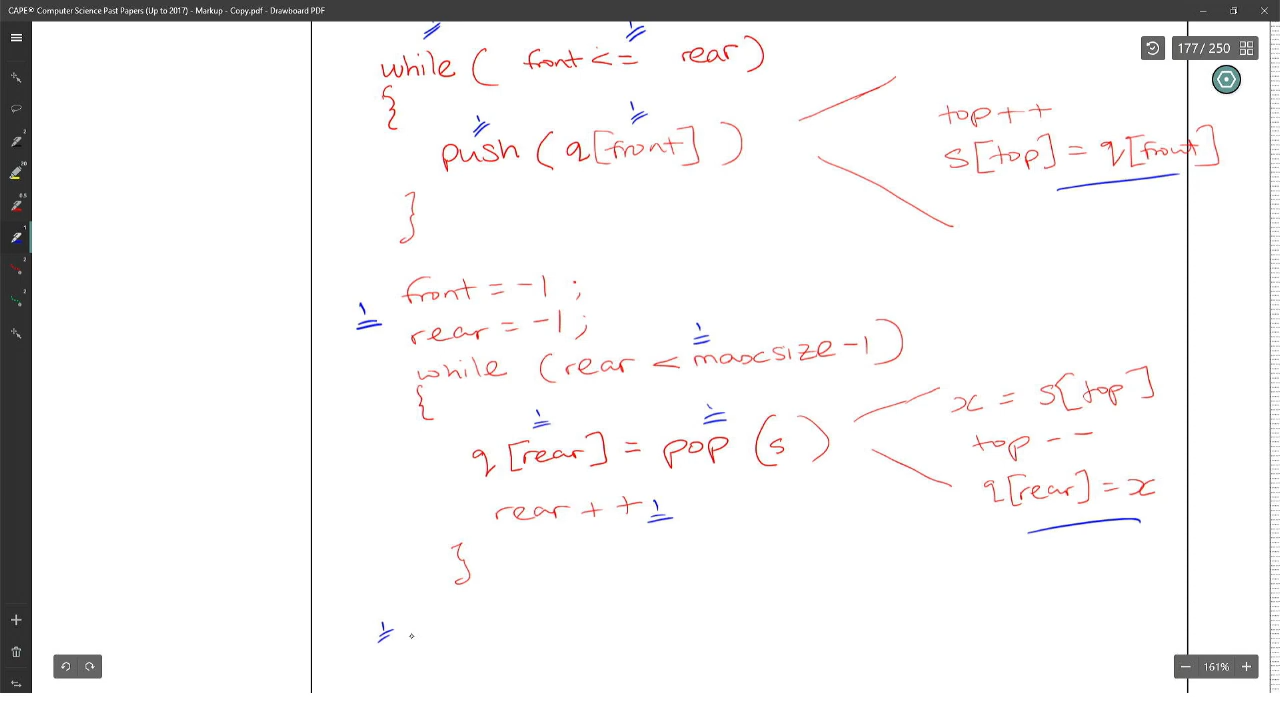 CAPE® Computer Science Past Papers (Up to 2017) - Markup - Copy.pdf - Drawboard PDF
177 / 250
while ( front <= rear )
{
push ( q[front] )
top ++
s[top] = q[front]
}
front = -1 ;
rear = -1 ;
while (rear < maxsize -1)
{
q [rear] = pop (s)
x = s[top]
top --
q[rear] = x
rear ++
}
161%